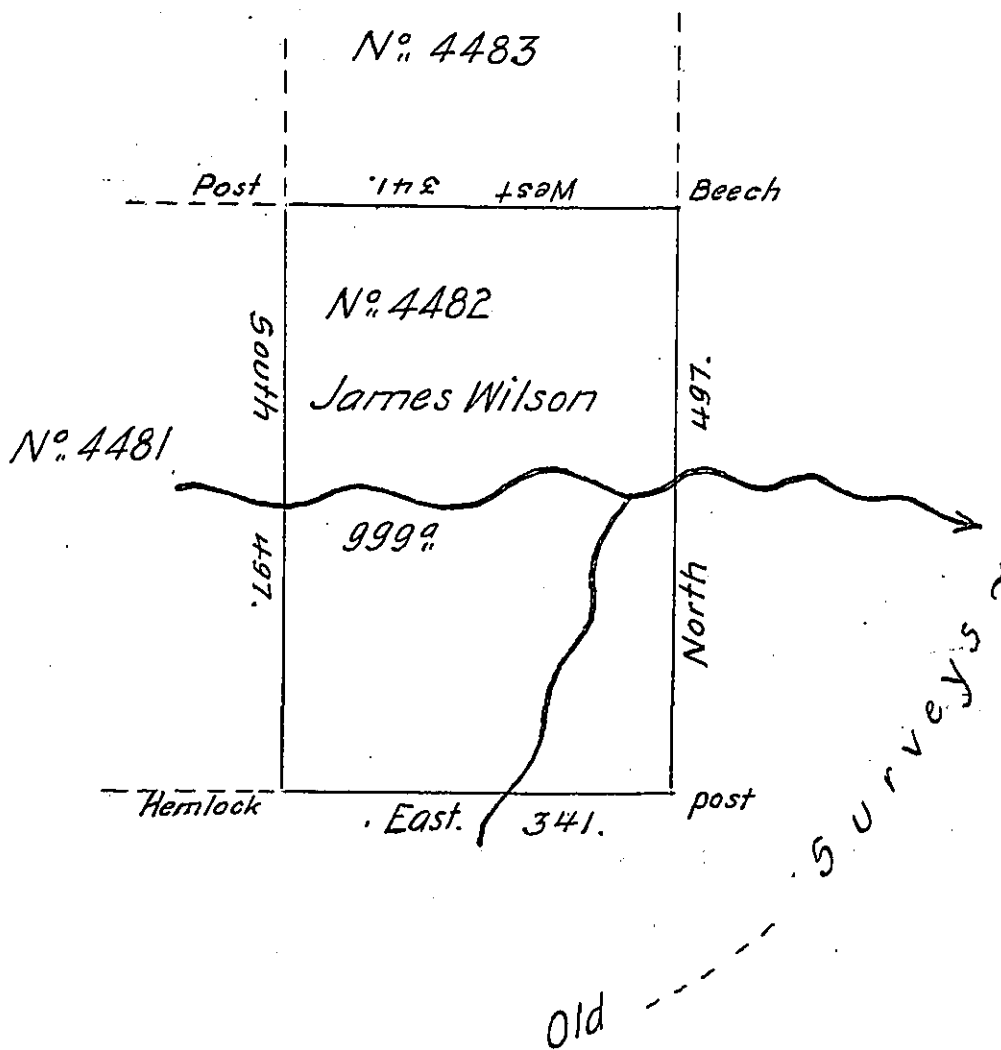 No. 4483
Post
West 341.
Beech
No. 4482
South 497.
James Wilson
North 497.
No. 4481
999a
Hemlock
East. 341.
post
Old Surveys